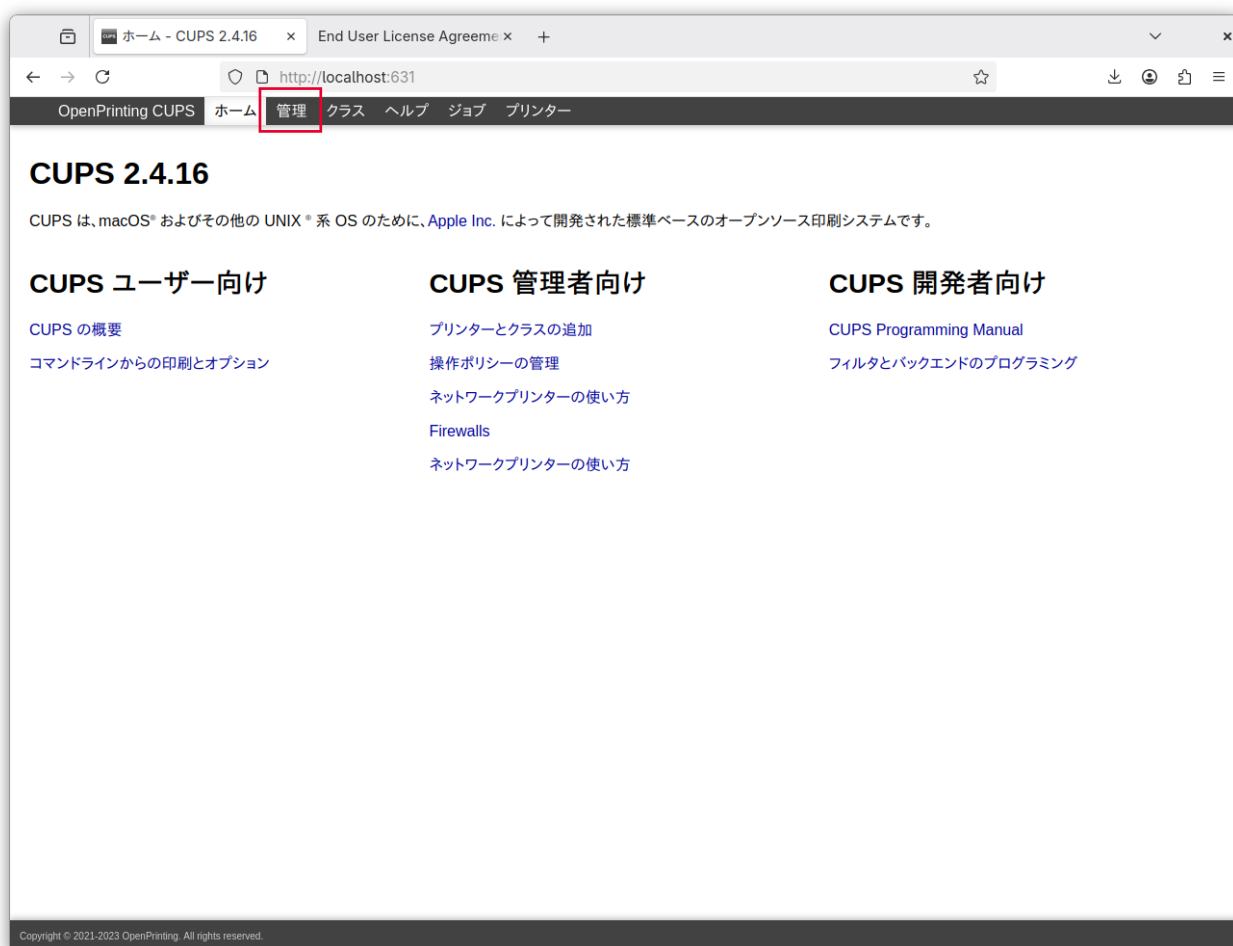 ホーム - CUPS 2.4.16
End User License Agreeme
http://localhost:631
OpenPrinting CUPS ホーム 管理 クラス ヘルプ ジョブ プリンター
CUPS 2.4.16
CUPS は、macOS® およびその他の UNIX ® 系 OS のために、Apple Inc. によって開発された標準ベースのオープンソース印刷システムです。
CUPS ユーザー向け
CUPS の概要
コマンドラインからの印刷とオプション
CUPS 管理者向け
プリンターとクラスの追加
操作ポリシーの管理
ネットワークプリンターの使い方
Firewalls
ネットワークプリンターの使い方
CUPS 開発者向け
CUPS Programming Manual
フィルタとバックエンドのプログラミング
Copyright © 2021-2023 OpenPrinting. All rights reserved.